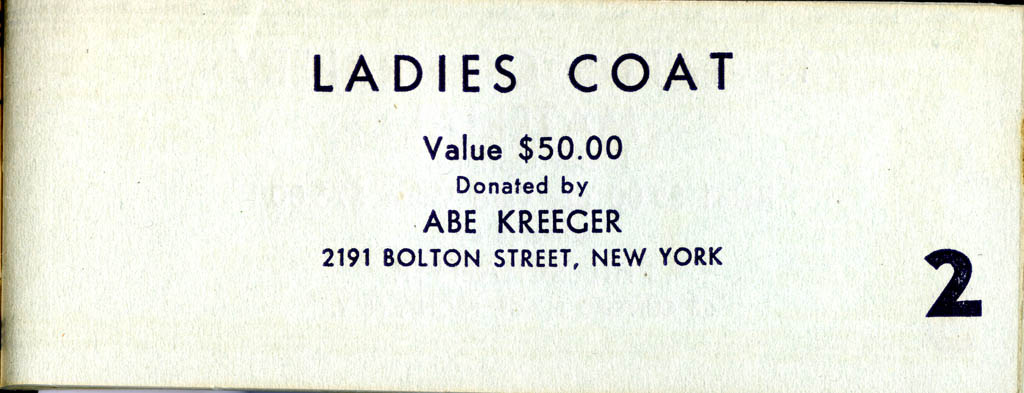 LADIES COAT
Value $50.00
Donated by
ABE KREEGER
2191 BOLTON STREET, NEW YORK
2